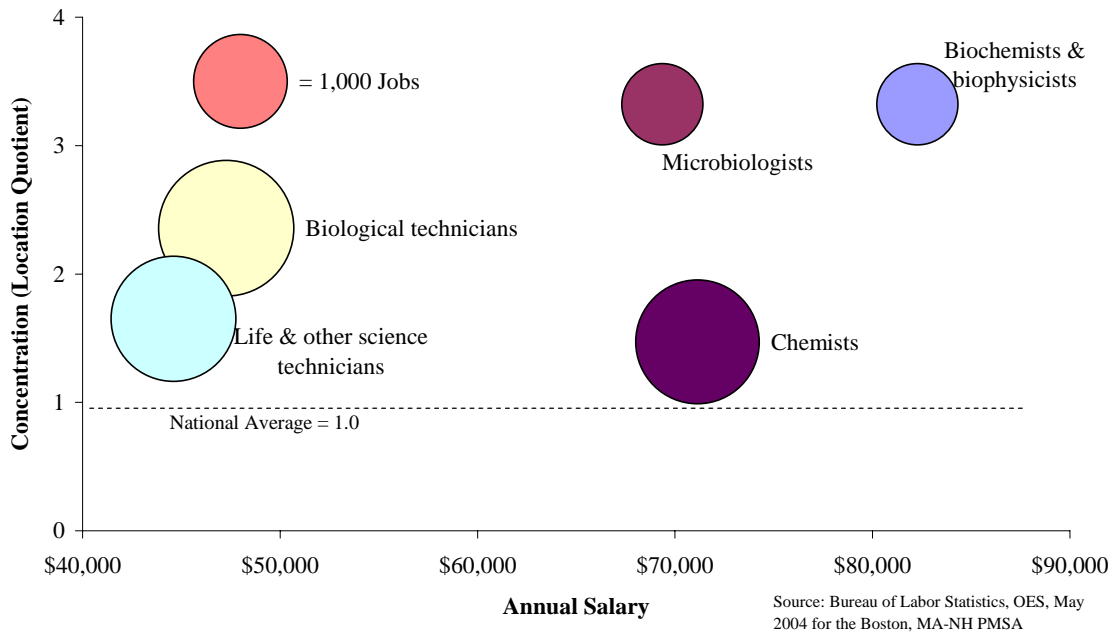 4
3
2
1
0
Concentration (Location Quotient)
= 1,000 Jobs
Biochemists &
biophysicists
Microbiologists
Biological technicians
Life & other science
technicians
Chemists
National Average = 1.0
$40,000
$50,000
$60,000
$70,000
$80,000
$90,000
Annual Salary
Source: Bureau of Labor Statistics, OES, May
2004 for the Boston, MA-NH PMSA